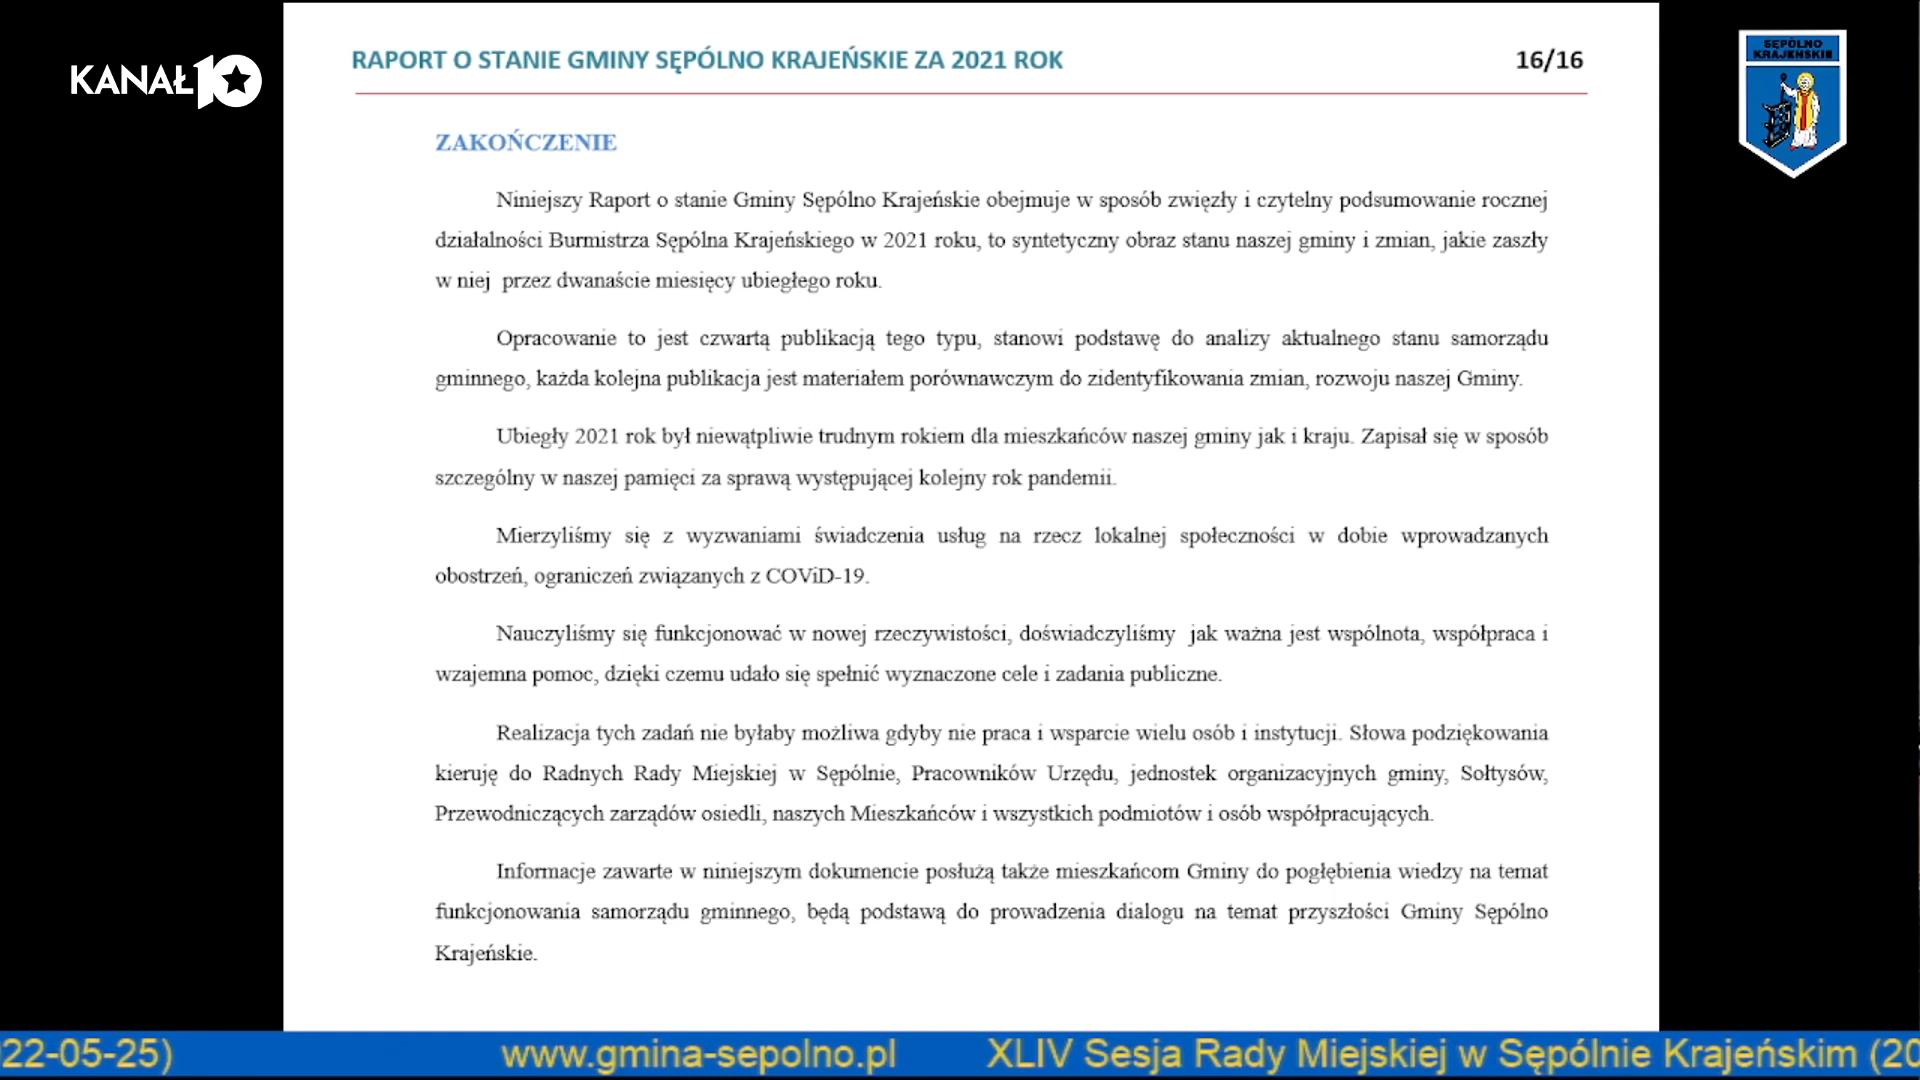 KANAŁ10
RAPORT O STANIE GMINY SĘPÓLNO KRAJEŃSKIE ZA 2021 ROK
16/16
SĘPÓLNO
KRAJEŃSKIE
ZAKOŃCZENIE
Niniejszy Raport o stanie Gminy Sępólno Krajeńskie obejmuje w sposób zwięzły i czytelny podsumowanie rocznej
działalności Burmistrza Sępólna Krajeńskiego w 2021 roku, to syntetyczny obraz stanu naszej gminy i zmian, jakie zaszły
w niej przez dwanaście miesięcy ubiegłego roku.
Opracowanie to jest czwartą publikacją tego typu, stanowi podstawę do analizy aktualnego stanu samorządu
gminnego, każda kolejna publikacja jest materiałem porównawczym do zidentyfikowania zmian, rozwoju naszej Gminy.
Ubiegły 2021 rok był niewątpliwie trudnym rokiem dla mieszkańców naszej gminy jak i kraju. Zapisał się w sposób
szczególny w naszej pamięci za sprawą występującej kolejny rok pandemii.
Mierzyliśmy się z wyzwaniami świadczenia usług na rzecz lokalnej społeczności w dobie wprowadzanych
obostrzeń, ograniczeń związanych z COViD-19.
Nauczyliśmy się funkcjonować w nowej rzeczywistości, doświadczyliśmy jak ważna jest wspólnota, współpraca i
wzajemna pomoc, dzięki czemu udało się spełnić wyznaczone cele i zadania publiczne.
Realizacja tych zadań nie byłaby możliwa gdyby nie praca i wsparcie wielu osób i instytucji. Słowa podziękowania
kieruję do Radnych Rady Miejskiej w Sępólnie, Pracowników Urzędu, jednostek organizacyjnych gminy, Sołtysów,
Przewodniczących zarządów osiedli, naszych Mieszkańców i wszystkich podmiotów i osób współpracujących.
Informacje zawarte w niniejszym dokumencie posłużą także mieszkańcom Gminy do pogłębienia wiedzy na temat
funkcjonowania samorządu gminnego, będą podstawą do prowadzenia dialogu na temat przyszłości Gminy Sępólno
Krajeńskie.
22-05-25) www.gmina-sepolno.pl XLIV Sesja Rady Miejskiej w Sępólnie Krajeńskim (20